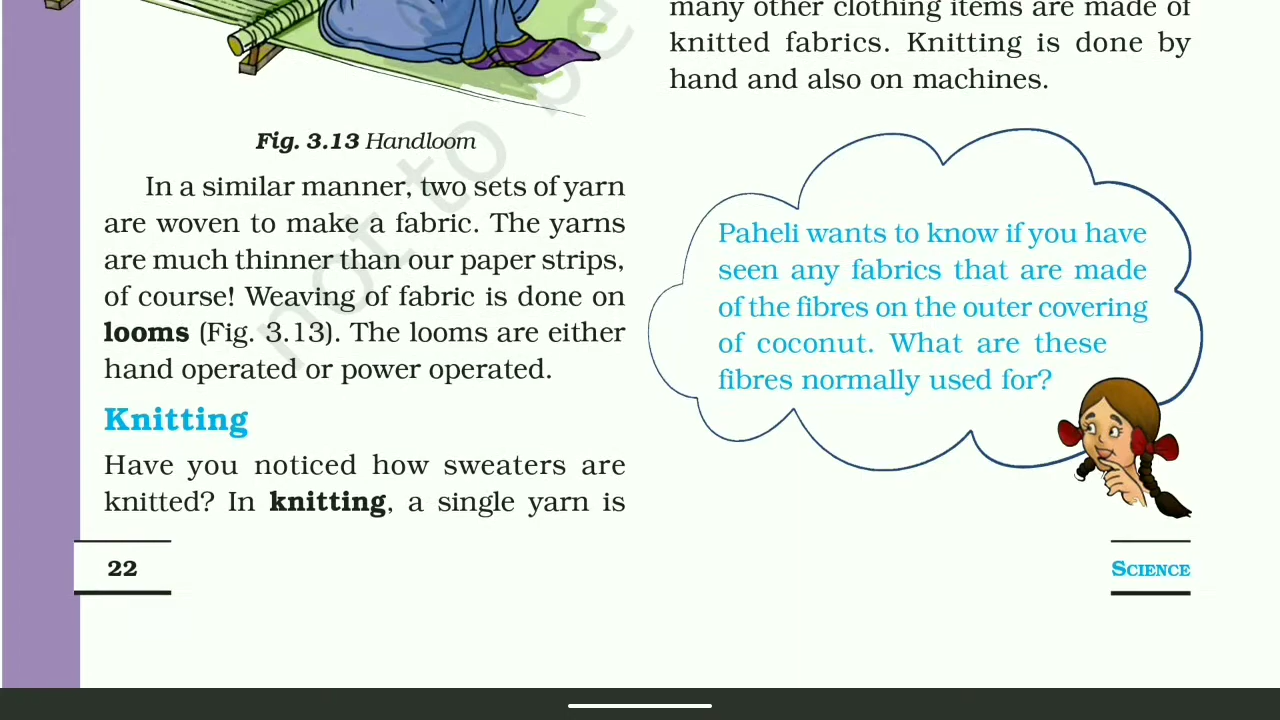 Fig. 3.13 Handloom
In a similar manner, two sets of yarn
are woven to make a fabric. The yarns
are much thinner than our paper strips,
of course! Weaving of fabric is done on
looms (Fig. 3.13). The looms are either
hand operated or power operated.
Knitting
Have you noticed how sweaters are
knitted? In knitting, a single yarn is
many other clothing items are made of
knitted fabrics. Knitting is done by
hand and also on machines.
Paheli wants to know if you have
seen any fabrics that are made
of the fibres on the outer covering
of coconut. What are these
fibres normally used for?
22
SCIENCE
not to be